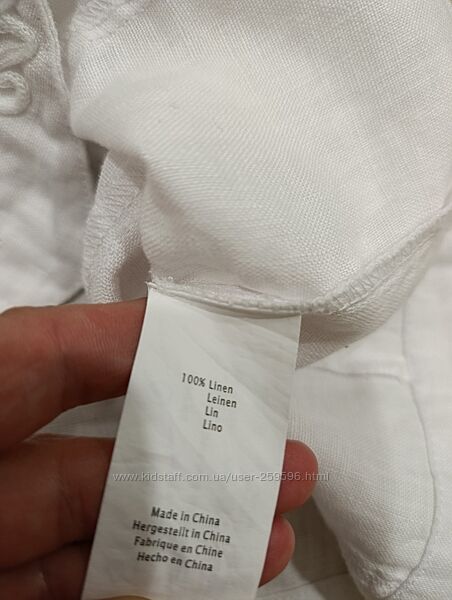 100% Linen
Leinen
Lin
Lino
www.kidstaff.com.ua/user-259596.html
Made in China
Hergestellt in China
Fabrique en Chine
Hecho en China